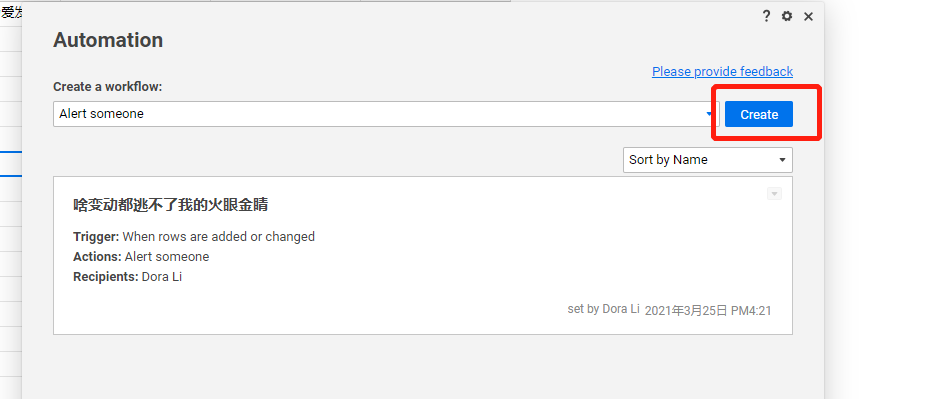 爱发
?
Automation
Please provide feedback
Create a workflow:
Alert someone
Create
Sort by Name
啥变动都逃不了我的火眼金睛
Trigger: When rows are added or changed
Actions: Alert someone
Recipients: Dora Li
set by Dora Li 2021年3月25日 PM4:21